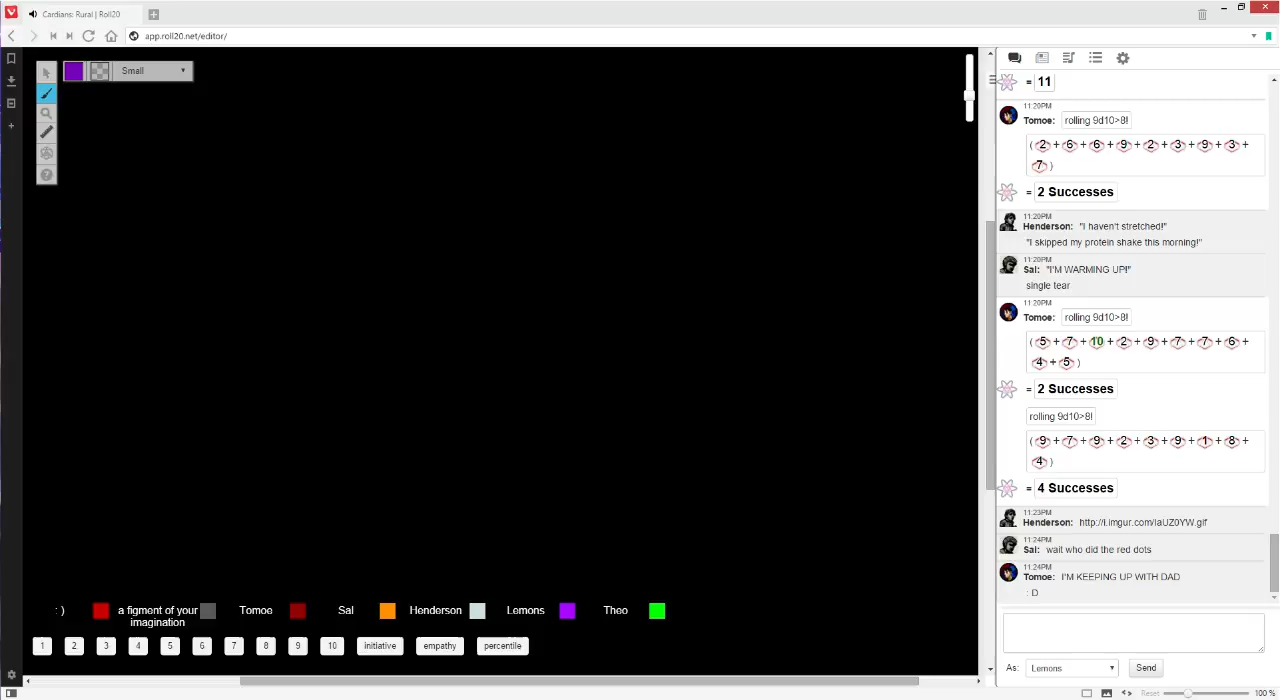 Cardians: Rural | Roll20
app.roll20.net/editor/
Small
= 11
11:20PM
Tomoe: rolling 9d10>8!
( 2 + 6 + 6 + 9 + 2 + 3 + 9 + 3 +
7 )
= 2 Successes
11:20PM
Henderson: "I haven't stretched!"
"I skipped my protein shake this morning!"
11:20PM
Sal: "I'M WARMING UP!"
single tear
11:20PM
Tomoe: rolling 9d10>8!
( 5 + 7 + 10 + 2 + 9 + 7 + 7 + 6 +
4 + 5 )
= 2 Successes
rolling 9d10>8!
( 9 + 7 + 9 + 2 + 3 + 9 + 1 + 8 +
4 )
= 4 Successes
11:23PM
Henderson: http://i.imgur.com/iaUZ0YW.gif
11:24PM
Sal: wait who did the red dots
11:24PM
Tomoe: I'M KEEPING UP WITH DAD
: D
: ) a figment of your imagination Tomoe Sal Henderson Lemons Theo
1 2 3 4 5 6 7 8 9 10 initiative empathy percentile
As: Lemons Send
Reset 100 %